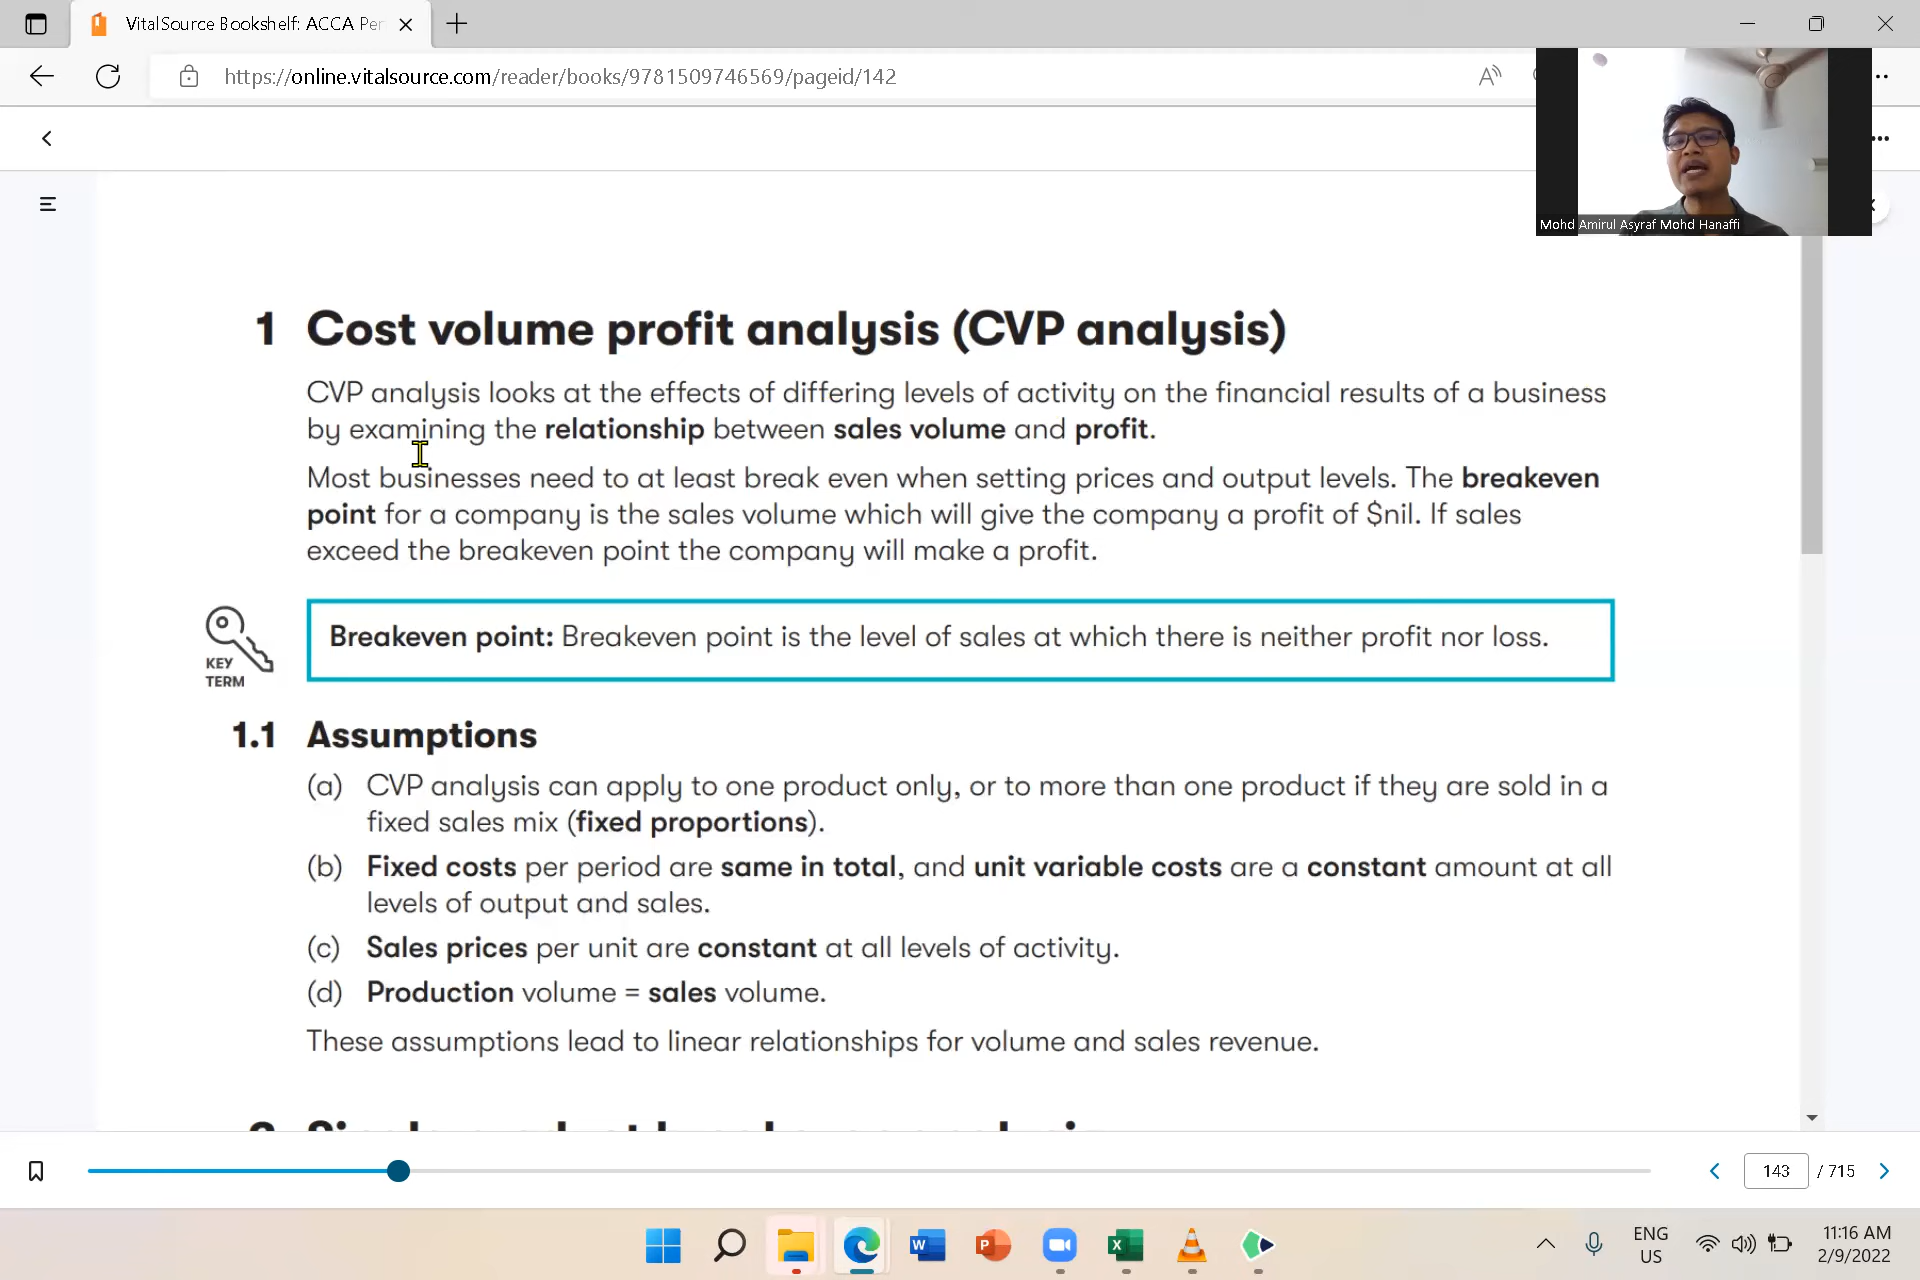 VitalSource Bookshelf: ACCA Per
https://online.vitalsource.com/reader/books/9781509746569/pageid/142
Mohd Amirul Asyraf Mohd Hanaffi
1 Cost volume profit analysis (CVP analysis)
CVP analysis looks at the effects of differing levels of activity on the financial results of a business
by examining the relationship between sales volume and profit.
Most businesses need to at least break even when setting prices and output levels. The breakeven
point for a company is the sales volume which will give the company a profit of $nil. If sales
exceed the breakeven point the company will make a profit.
KEY
TERM
Breakeven point: Breakeven point is the level of sales at which there is neither profit nor loss.
1.1 Assumptions
(a) CVP analysis can apply to one product only, or to more than one product if they are sold in a
fixed sales mix (fixed proportions).
(b) Fixed costs per period are same in total, and unit variable costs are a constant amount at all
levels of output and sales.
(c) Sales prices per unit are constant at all levels of activity.
(d) Production volume = sales volume.
These assumptions lead to linear relationships for volume and sales revenue.
143 / 715
ENG
US
11:16 AM
2/9/2022